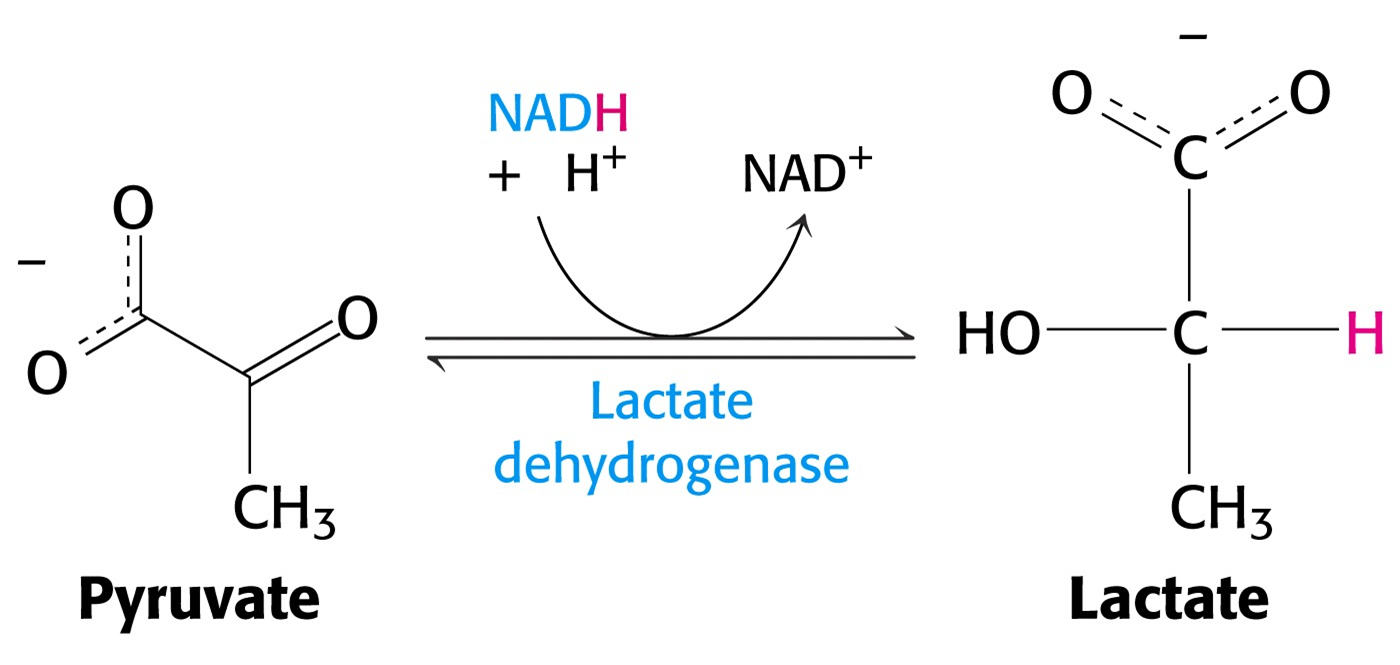 O
−
O
O
CH₃
Pyruvate
NADH
+ H⁺
NAD⁺
Lactate
dehydrogenase
−
O
O
C
HO
C
H
CH₃
Lactate